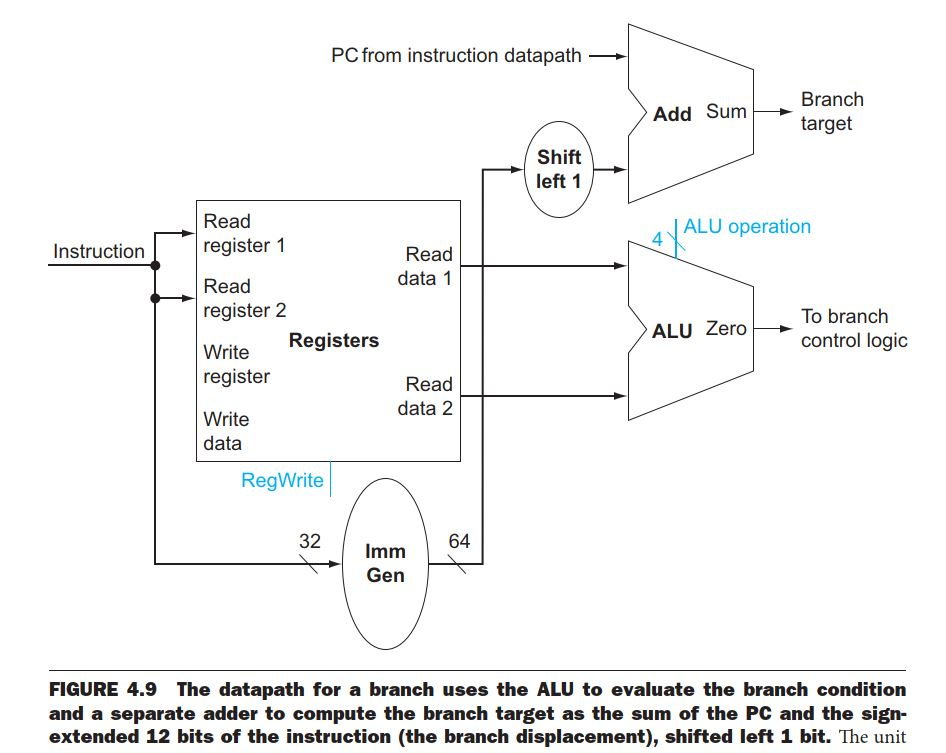 PC from instruction datapath
Add Sum
Branch
target
Shift
left 1
4
ALU operation
Instruction
Read
register 1
Read
data 1
Read
register 2
Registers
ALU Zero
To branch
control logic
Write
register
Read
data 2
Write
data
RegWrite
32
Imm
Gen
64
FIGURE 4.9 The datapath for a branch uses the ALU to evaluate the branch condition
and a separate adder to compute the branch target as the sum of the PC and the sign-
extended 12 bits of the instruction (the branch displacement), shifted left 1 bit. The unit